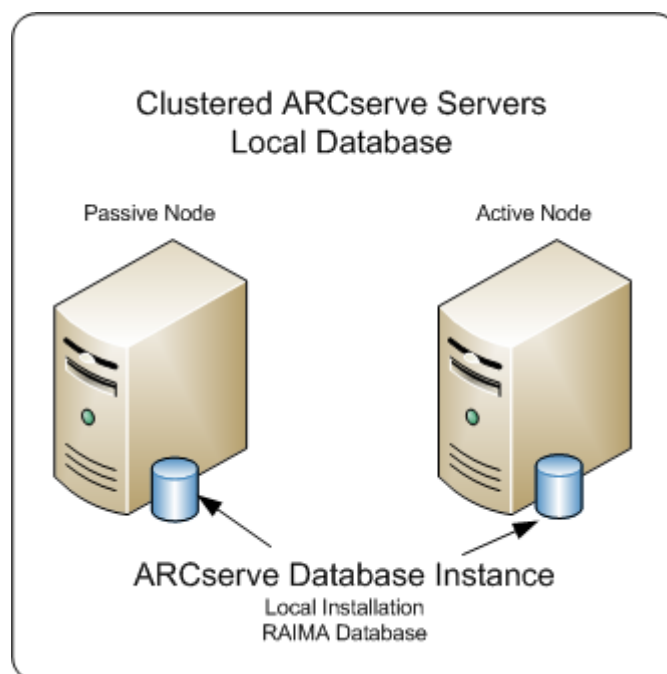 Clustered ARCserve Servers
Local Database
Passive Node
Active Node
ARCserve Database Instance
Local Installation
RAIMA Database